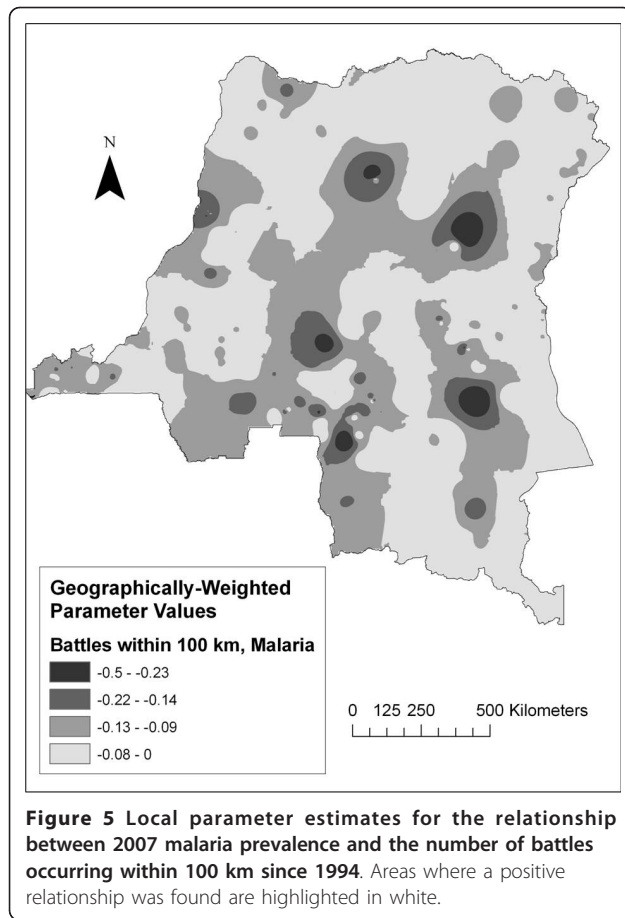 N
Geographically-Weighted
Parameter Values
Battles within 100 km, Malaria
-0.5 - -0.23
-0.22 - -0.14
-0.13 - -0.09
-0.08 - 0
0 125 250 500 Kilometers
Figure 5 Local parameter estimates for the relationship
between 2007 malaria prevalence and the number of battles
occurring within 100 km since 1994. Areas where a positive
relationship was found are highlighted in white.